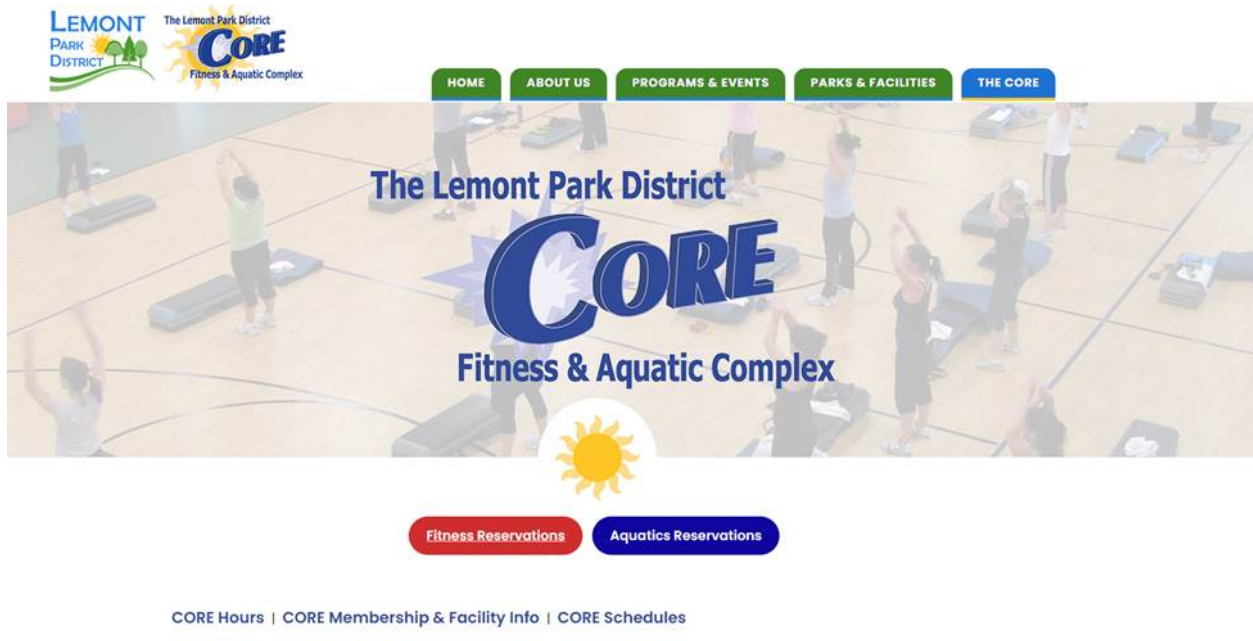 LEMONT
PARK
DISTRICT
The Lemont Park District
CORE
Fitness & Aquatic Complex
HOME
ABOUT US
PROGRAMS & EVENTS
PARKS & FACILITIES
THE CORE
The Lemont Park District
CORE
Fitness & Aquatic Complex
Fitness Reservations
Aquatics Reservations
CORE Hours | CORE Membership & Facility Info | CORE Schedules